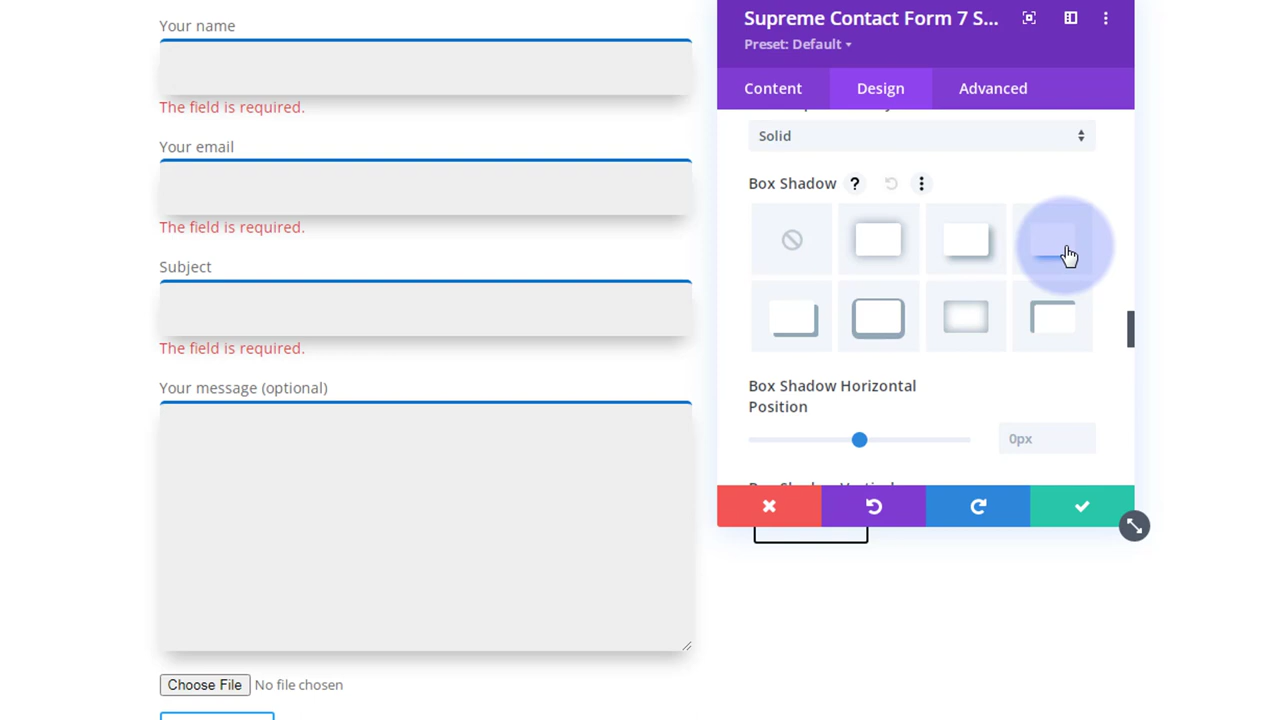 Your name
The field is required.
Your email
The field is required.
Subject
The field is required.
Your message (optional)
Choose File No file chosen
Supreme Contact Form 7 S...
Preset: Default
Content Design Advanced
Solid
Box Shadow ?
Box Shadow Horizontal
Position
0px